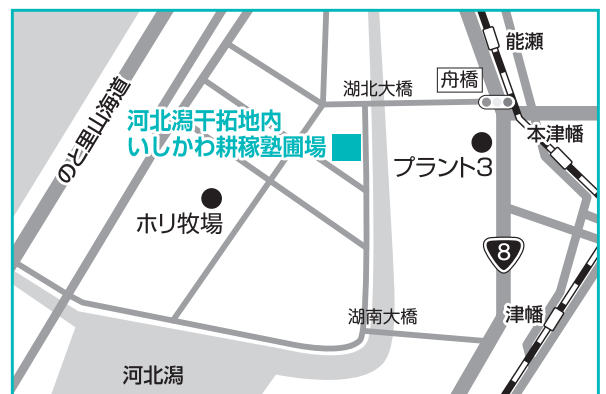 能瀬
舟橋
湖北大橋
のと里山海道
河北潟干拓地内
いしかわ耕稼塾圃場
本津幡
プラント3
ホリ牧場
8
湖南大橋
津幡
河北潟